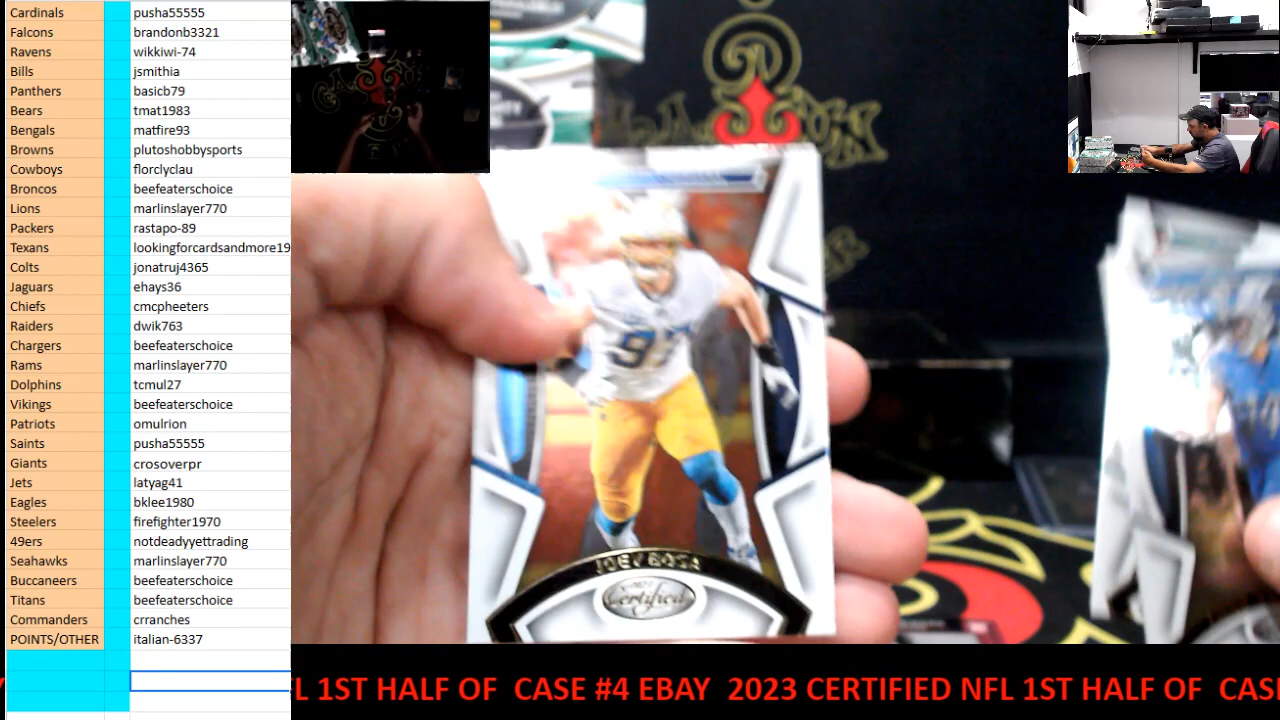 Cardinals pusha55555
Falcons brandonb3321
Ravens wikkiwi-74
Bills jsmithia
Panthers basicb79
Bears tmat1983
Bengals matfire93
Browns plutoshobbysports
Cowboys florclyclau
Broncos beefeaterschoice
Lions marlinslayer770
Packers rastapo-89
Texans lookingforcardsandmore19
Colts jonatruj4365
Jaguars ehays36
Chiefs cmcpheeters
Raiders dwik763
Chargers beefeaterschoice
Rams marlinslayer770
Dolphins tcmul27
Vikings beefeaterschoice
Patriots omulrion
Saints pusha55555
Giants crosoverpr
Jets latyag41
Eagles bklee1980
Steelers firefighter1970
49ers notdeadyyettrading
Seahawks marlinslayer770
Buccaneers beefeaterschoice
Titans beefeaterschoice
Commanders crranches
POINTS/OTHER italian-6337
97
JOEY BOSA
Certified
FL 1ST HALF OF CASE #4 EBAY 2023 CERTIFIED NFL 1ST HALF OF CASE